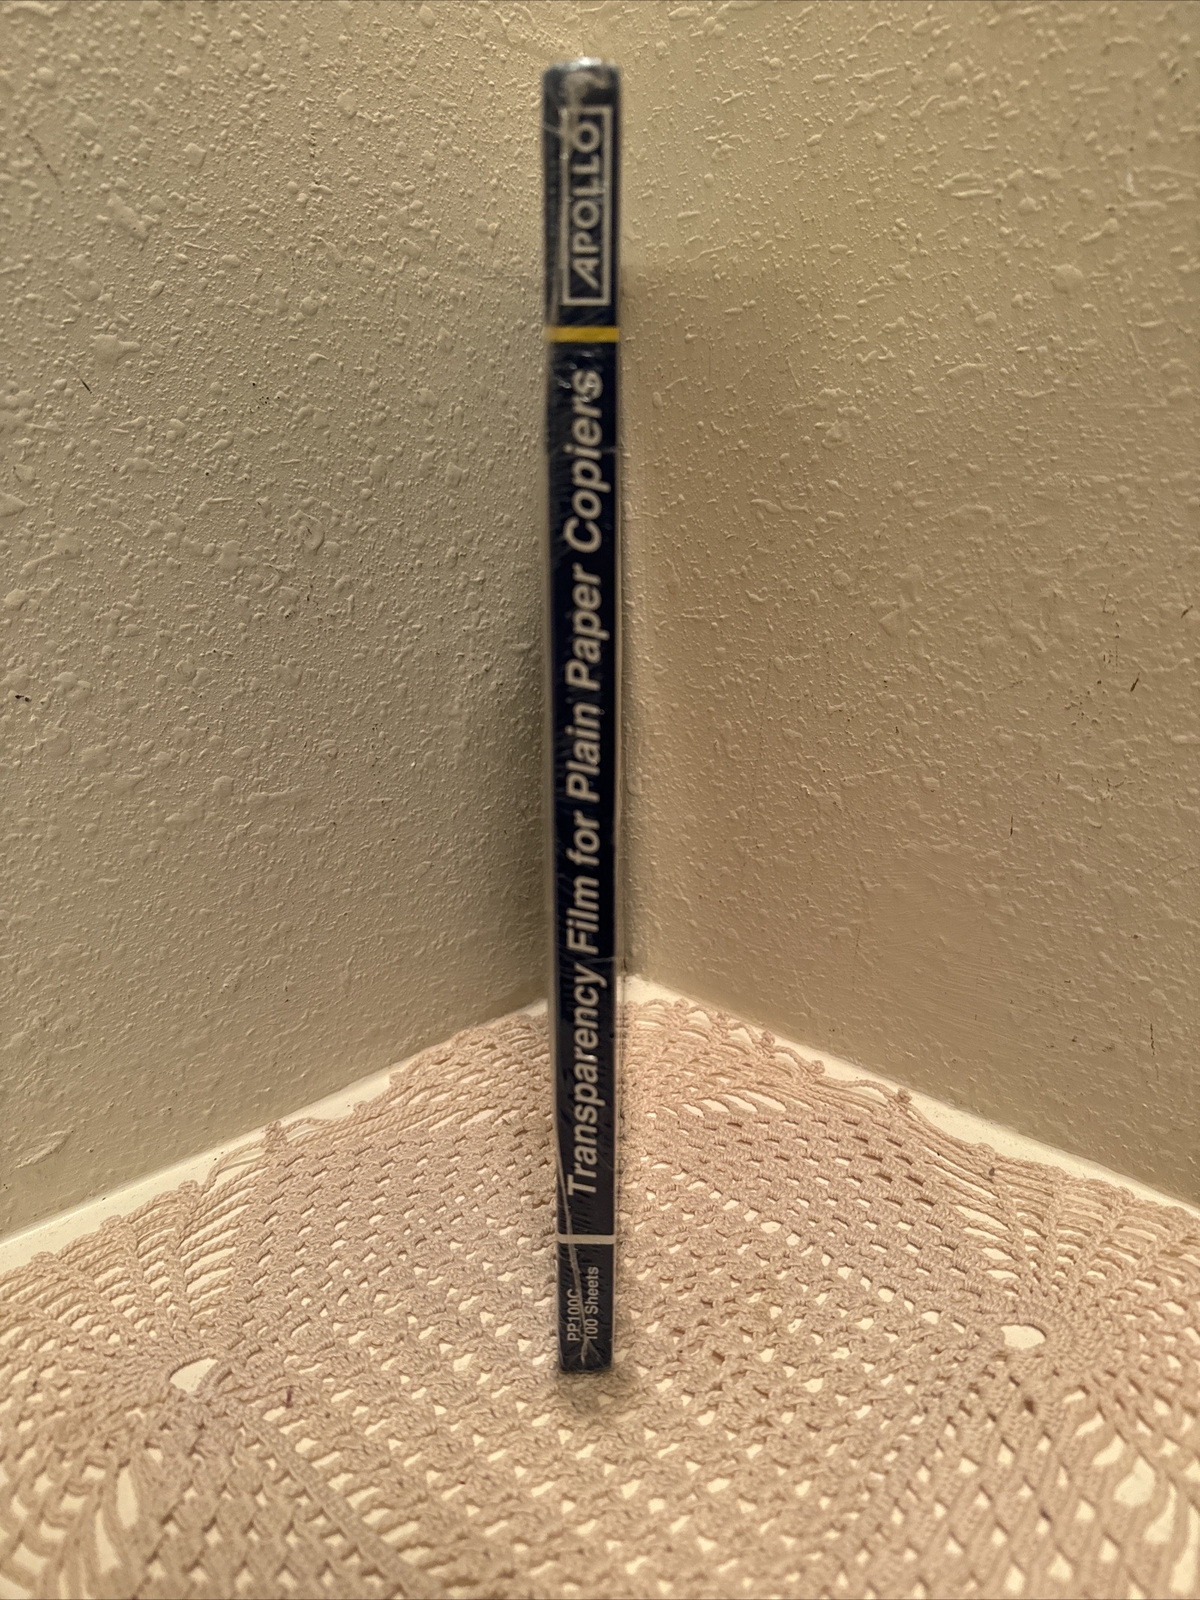 APOLLO
Transparency Film for Plain Paper Copiers
PP100C
100 Sheets